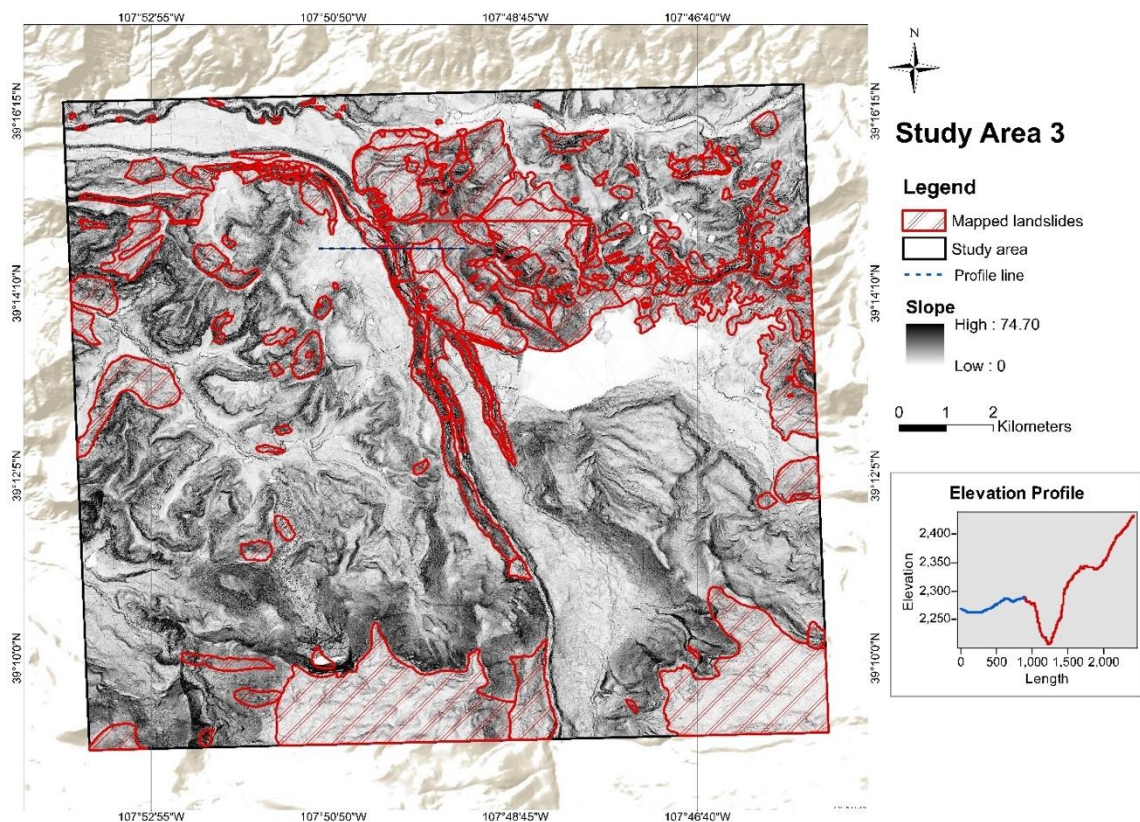 107°52'55"W 107°50'50"W 107°48'45"W 107°46'40"W
N
39°16'15"N
39°16'15"N
Study Area 3
Legend
Mapped landslides
Study area
Profile line
Slope
High : 74.70
Low : 0
39°14'10"N
39°14'10"N
0 1 2
Kilometers
39°12'5"N
39°12'5"N
Elevation Profile
2,400
2,350
2,300
2,250
Elevation
0 500 1,000 1,500 2,000
Length
39°10'0"N
39°10'0"N
107°52'55"W 107°50'50"W 107°48'45"W 107°46'40"W